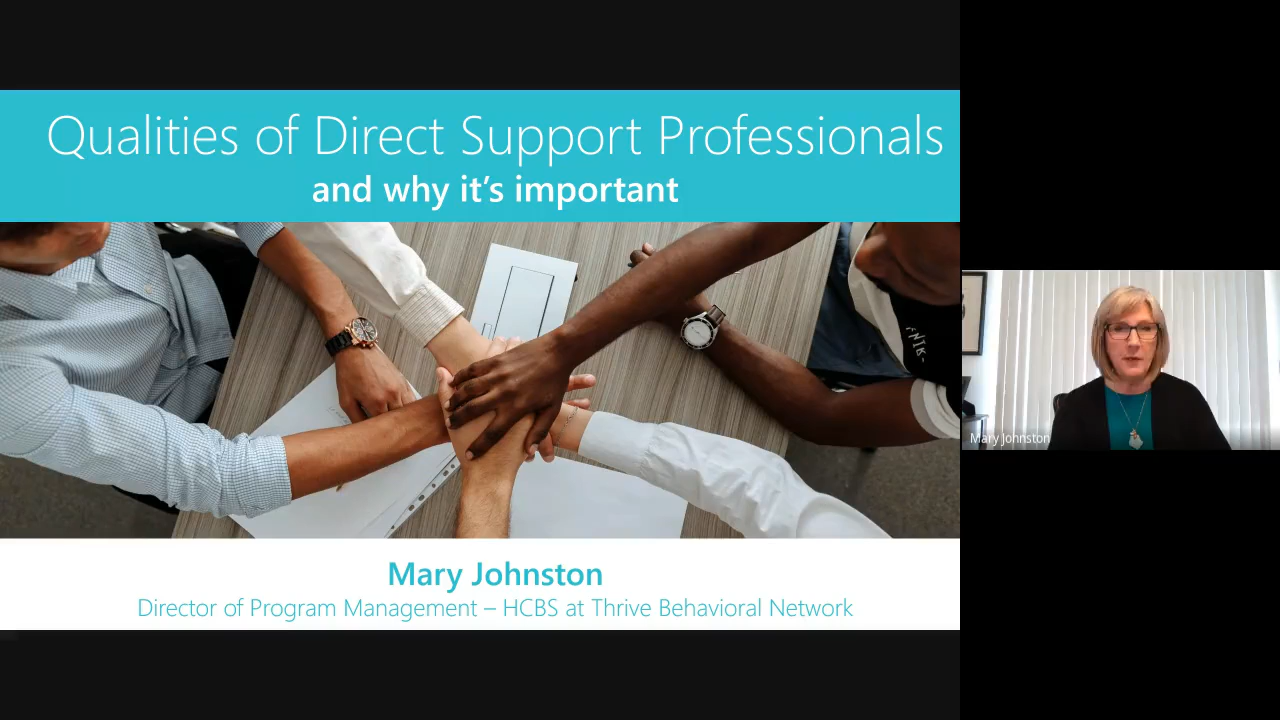 Qualities of Direct Support Professionals
and why it's important
Mary Johnston
Director of Program Management – HCBS at Thrive Behavioral Network
Mary Johnston